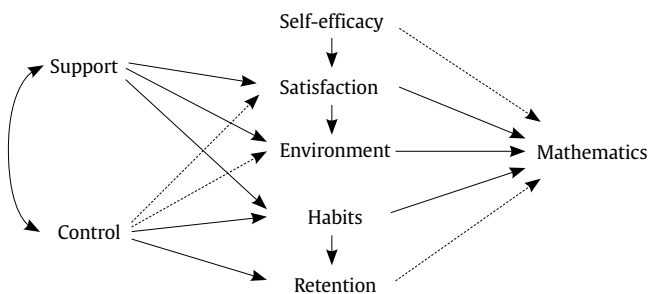 Self-efficacy
Support
Satisfaction
Environment
Mathematics
Habits
Control
Retention